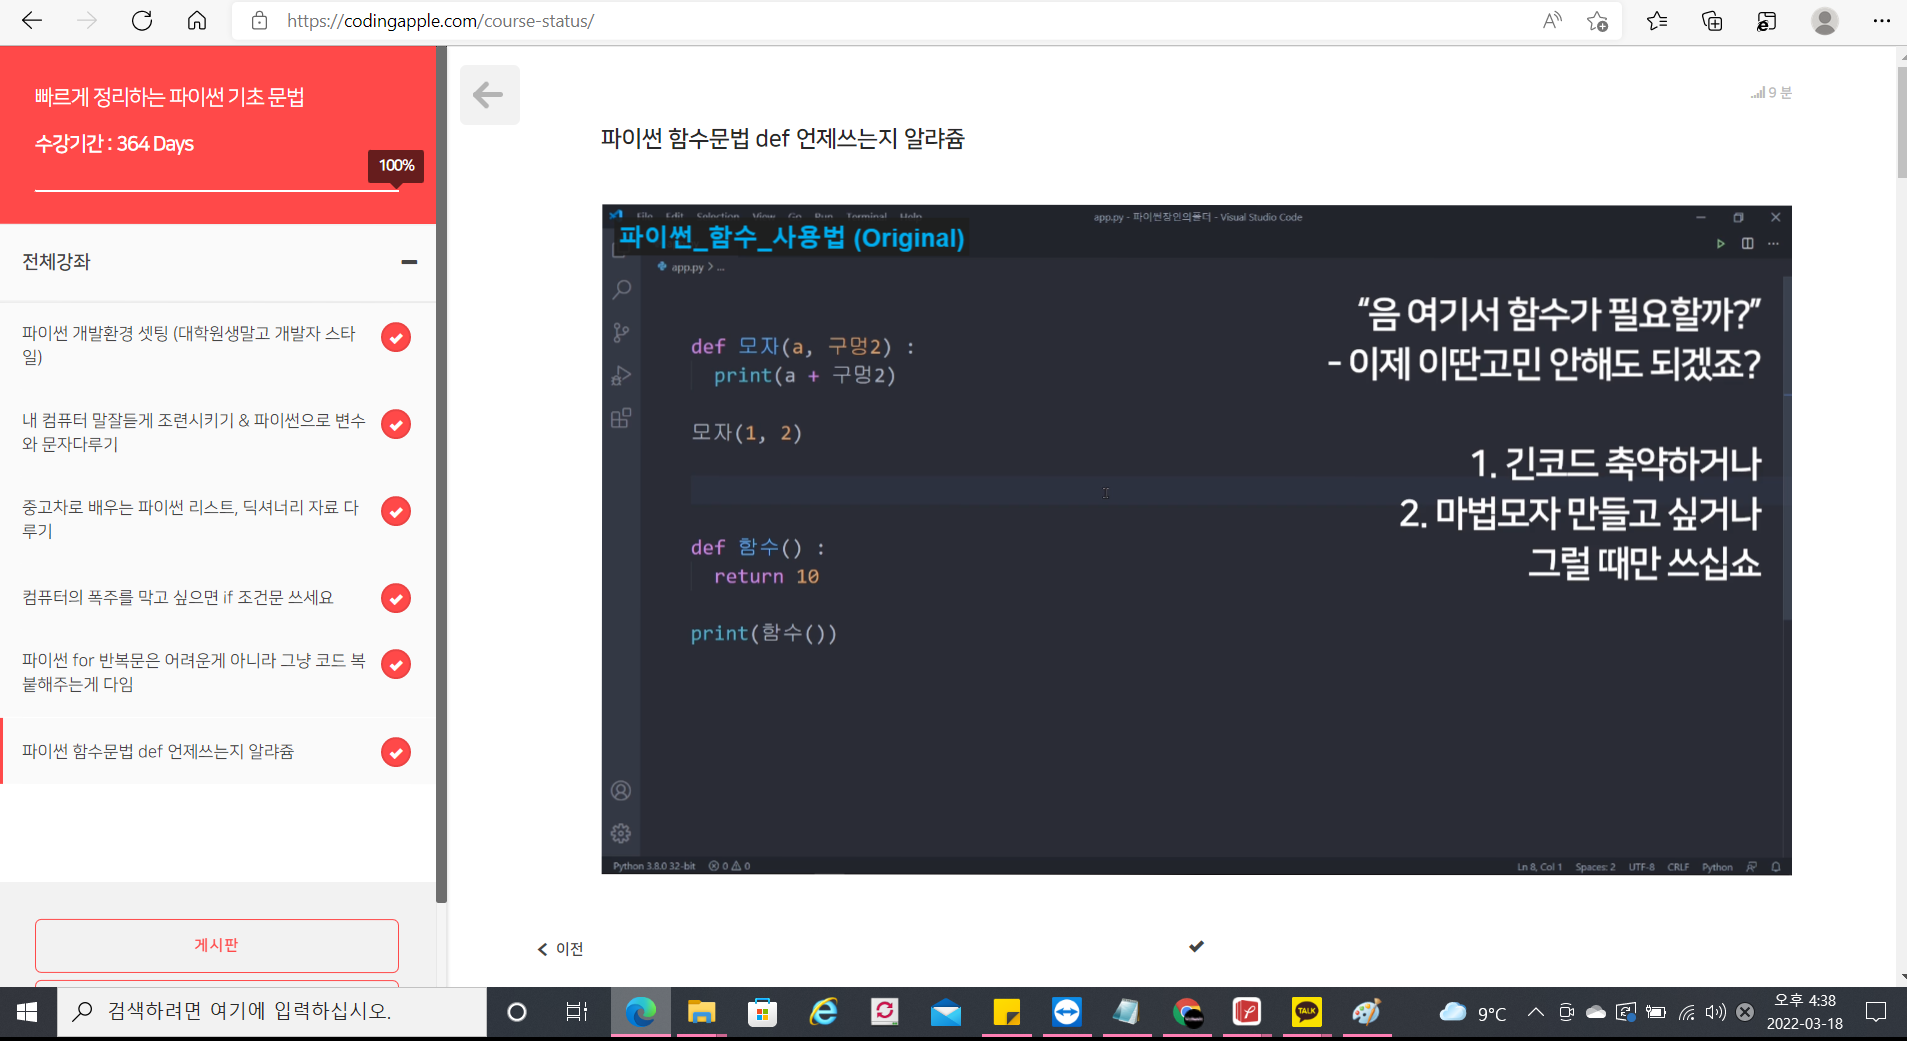 https://codingapple.com/course-status/
빠르게 정리하는 파이썬 기초 문법
수강기간 : 364 Days
100%
전체강좌
파이썬 개발환경 셋팅 (대학원생말고 개발자 스타
일)
내 컴퓨터 말잘듣게 조련시키기 & 파이썬으로 변수
와 문자다루기
중고차로 배우는 파이썬 리스트, 딕셔너리 자료 다
루기
컴퓨터의 폭주를 막고 싶으면 if 조건문 쓰세요
파이썬 for 반복문은 어려운게 아니라 그냥 코드 복
붙해주는게 다임
파이썬 함수문법 def 언제쓰는지 알랴쥼
게시판
9 분
파이썬 함수문법 def 언제쓰는지 알랴쥼
File Edit Selection View Go Run Terminal Help
app.py - 파이썬장인의폴더 - Visual Studio Code
파이썬_함수_사용법 (Original)
app.py > ...
def 모자(a, 구멍2) :
print(a + 구멍2)
모자(1, 2)
def 함수() :
return 10
print(함수())
“음 여기서 함수가 필요할까?”
- 이제 이딴고민 안해도 되겠죠?
1. 긴코드 축약하거나
2. 마법모자 만들고 싶거나
그럴 때만 쓰십쇼
Python 3.8.0 32-bit 0 0
Ln 8, Col 1 Spaces: 2 UTF-8 CRLF Python
이전
검색하려면 여기에 입력하십시오.
TALK
9°C
오후 4:38
2022-03-18